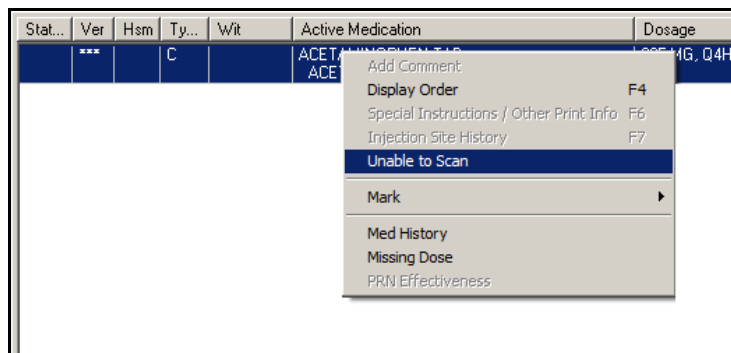 Stat... Ver Hsm Ty... Wit Active Medication Dosage
*** C
Add Comment
Display Order F4
Special Instructions / Other Print Info F6
Injection Site History F7
Unable to Scan
Mark
Med History
Missing Dose
PRN Effectiveness